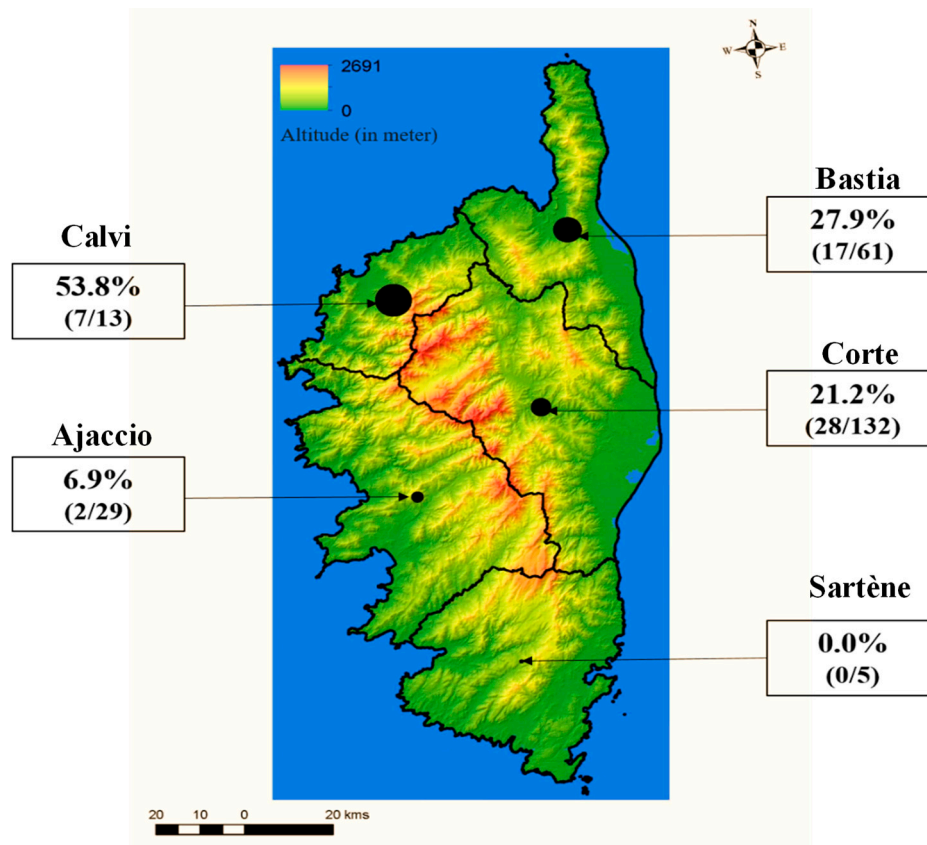 N
W E
S
2691
0
Altitude (in meter)
Bastia
27.9%
(17/61)
Calvi
53.8%
(7/13)
Corte
21.2%
(28/132)
Ajaccio
6.9%
(2/29)
Sartène
0.0%
(0/5)
20 10 0 20 kms